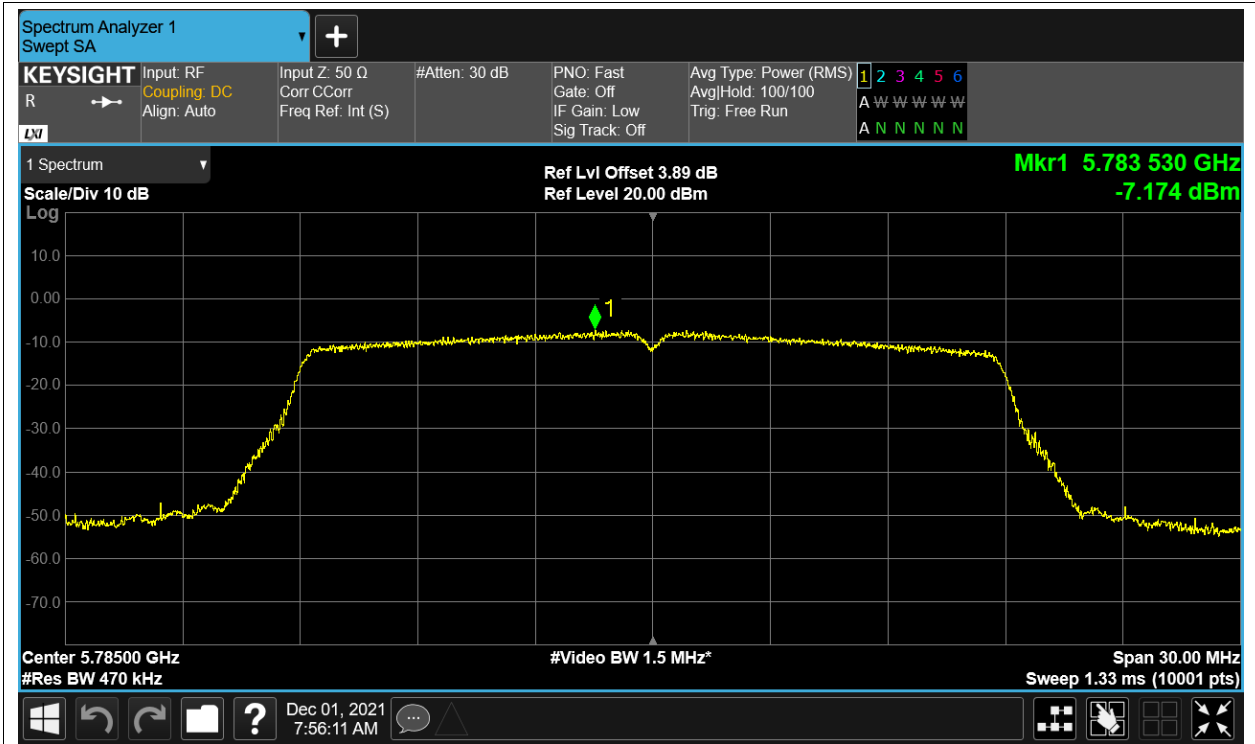 Spectrum Analyzer 1
Swept SA
+
KEYSIGHT
R
LXI
Input: RF
Coupling: DC
Align: Auto
Input Z: 50 Ω
Corr CCorr
Freq Ref: Int (S)
#Atten: 30 dB
PNO: Fast
Gate: Off
IF Gain: Low
Sig Track: Off
Avg Type: Power (RMS)
Avg|Hold: 100/100
Trig: Free Run
1 2 3 4 5 6
A W W W W W
A N N N N N
1 Spectrum
Scale/Div 10 dB
Log
Ref Lvl Offset 3.89 dB
Ref Level 20.00 dBm
Mkr1 5.783 530 GHz
-7.174 dBm
10.0
0.00
-10.0
-20.0
-30.0
-40.0
-50.0
-60.0
-70.0
1
Center 5.78500 GHz
#Res BW 470 kHz
#Video BW 1.5 MHz*
Span 30.00 MHz
Sweep 1.33 ms (10001 pts)
?
Dec 01, 2021
7:56:11 AM